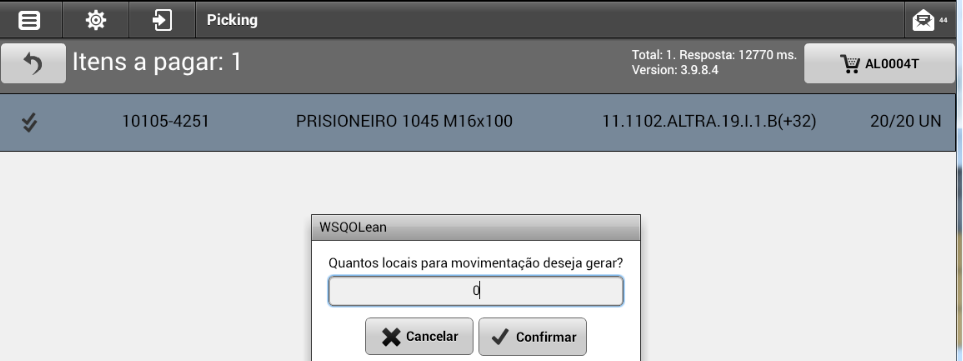 Picking
44
Itens a pagar: 1
Total: 1. Resposta: 12770 ms.
Version: 3.9.8.4
AL0004T
10105-4251 PRISIONEIRO 1045 M16x100 11.1102.ALTRA.19.I.1.B(+32) 20/20 UN
WSQOLean
Quantos locais para movimentação deseja gerar?
0
Cancelar Confirmar